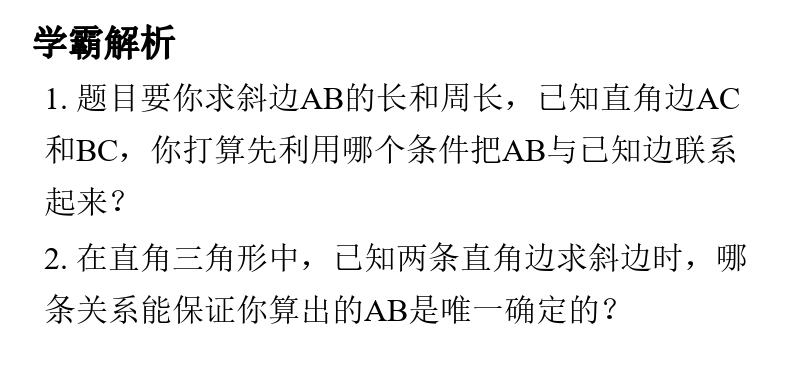 学霸解析
1. 题目要你求斜边AB的长和周长，已知直角边AC
和BC，你打算先利用哪个条件把AB与已知边联系
起来？
2. 在直角三角形中，已知两条直角边求斜边时，哪
条关系能保证你算出的AB是唯一确定的？